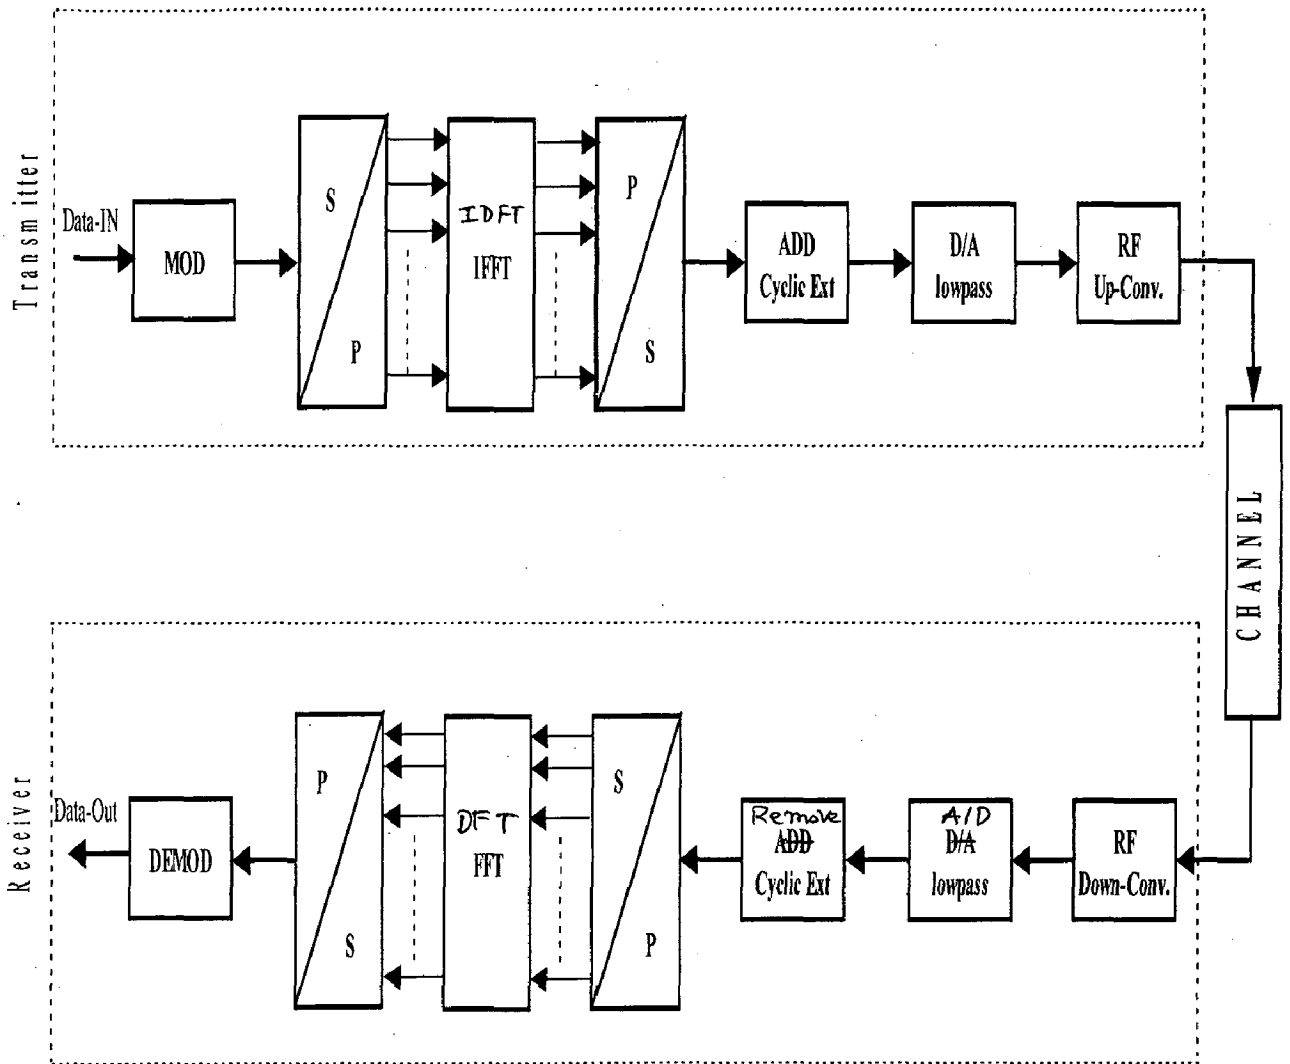 Transmitter
Data-IN
MOD
S
P
IDFT
IFFT
P
S
ADD
Cyclic Ext
D/A
lowpass
RF
Up-Conv.
CHANNEL
Receiver
Data-Out
DEMOD
P
S
DFT
FFT
S
P
Remove
ADD
Cyclic Ext
A/D
D/A
lowpass
RF
Down-Conv.